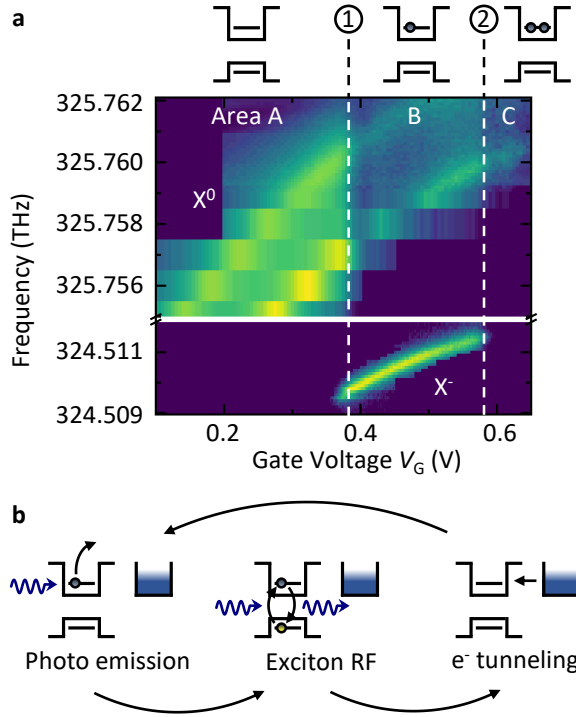 a
1 2
325.762
325.760
325.758
325.756
324.511
324.509
Frequency (THz)
Area A B C
X⁰
X⁻
0.2 0.4 0.6
Gate Voltage V_G (V)
b
Photo emission Exciton RF e⁻ tunneling